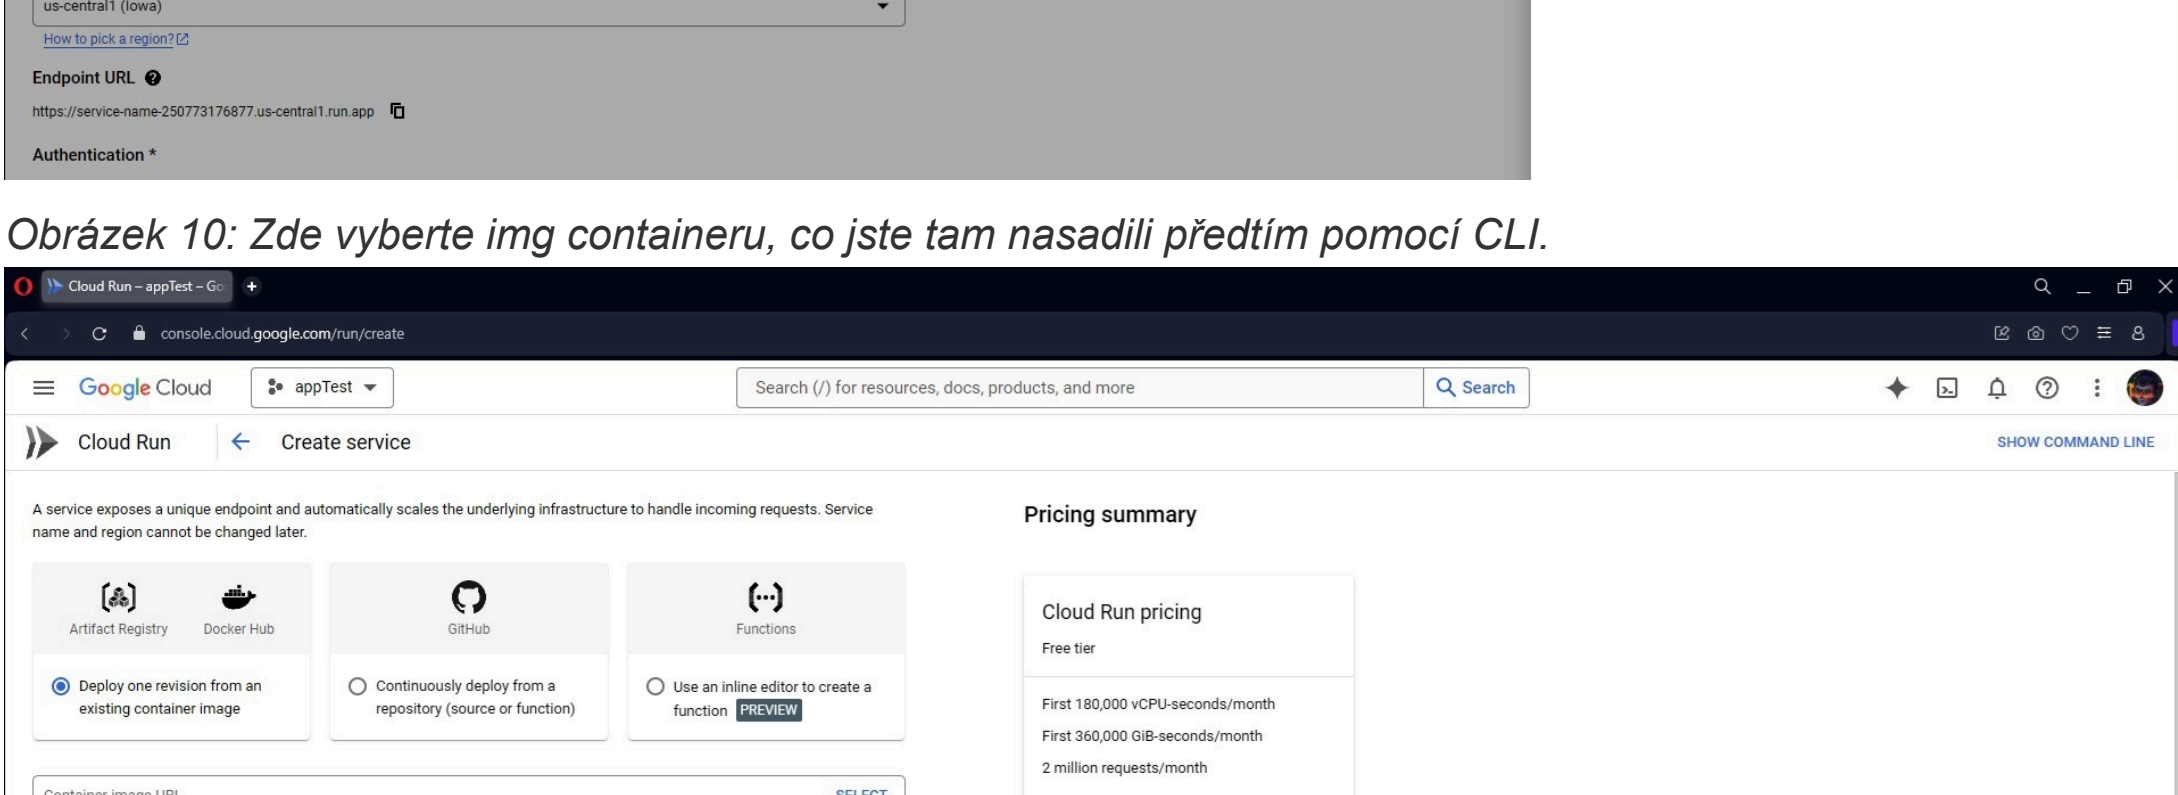 us-central1 (Iowa)
How to pick a region?
Endpoint URL
https://service-name-250773176877.us-central1.run.app
Authentication *
Obrázek 10: Zde vyberte img containeru, co jste tam nasadili předtím pomocí CLI.
Cloud Run – appTest – Go
console.cloud.google.com/run/create
Google Cloud
appTest
Search (/) for resources, docs, products, and more
Search
Cloud Run
Create service
SHOW COMMAND LINE
A service exposes a unique endpoint and automatically scales the underlying infrastructure to handle incoming requests. Service
name and region cannot be changed later.
Artifact Registry
Docker Hub
Deploy one revision from an
existing container image
GitHub
Continuously deploy from a
repository (source or function)
Functions
Use an inline editor to create a
function PREVIEW
Container image URL
SELECT
Pricing summary
Cloud Run pricing
Free tier
First 180,000 vCPU-seconds/month
First 360,000 GiB-seconds/month
2 million requests/month